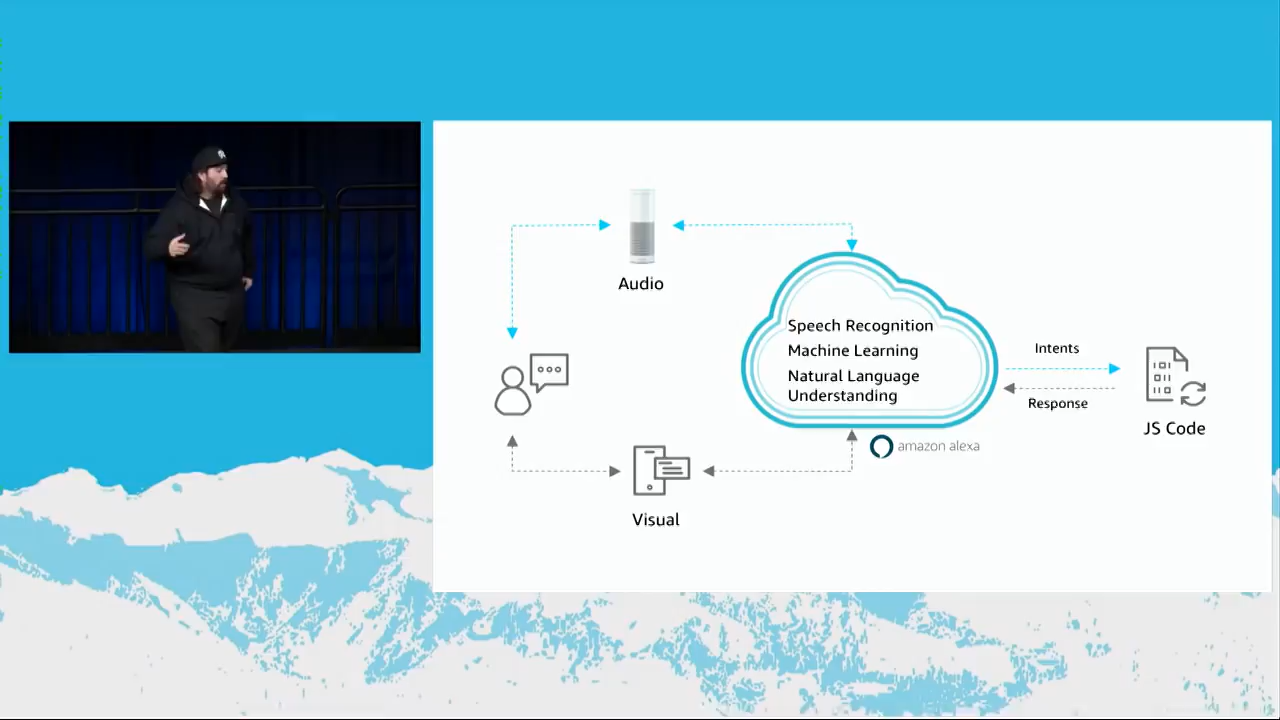 Audio
Speech Recognition
Machine Learning
Natural Language
Understanding
Intents
Response
JS Code
amazon alexa
Visual